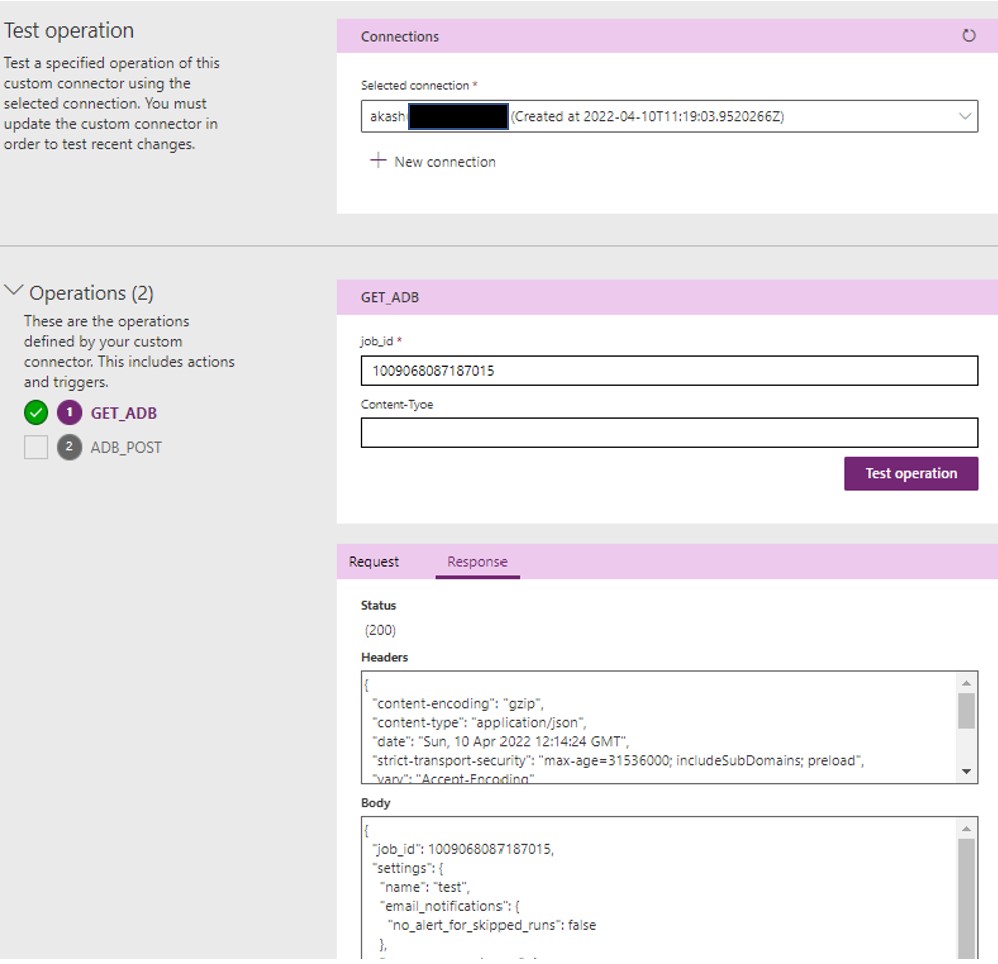 Test operation
Test a specified operation of this
custom connector using the
selected connection. You must
update the custom connector in
order to test recent changes.
Connections
Selected connection *
akash (Created at 2022-04-10T11:19:03.9520266Z)
New connection
Operations (2)
These are the operations
defined by your custom
connector. This includes actions
and triggers.
1 GET_ADB
2 ADB_POST
GET_ADB
job_id *
1009068087187015
Content-Tyoe
Test operation
Request Response
Status
(200)
Headers
{
"content-encoding": "gzip",
"content-type": "application/json",
"date": "Sun, 10 Apr 2022 12:14:24 GMT",
"strict-transport-security": "max-age=31536000; includeSubDomains; preload",
"vary": "Accept-Encoding"
Body
{
"job_id": 1009068087187015,
"settings": {
"name": "test",
"email_notifications": {
"no_alert_for_skipped_runs": false
},